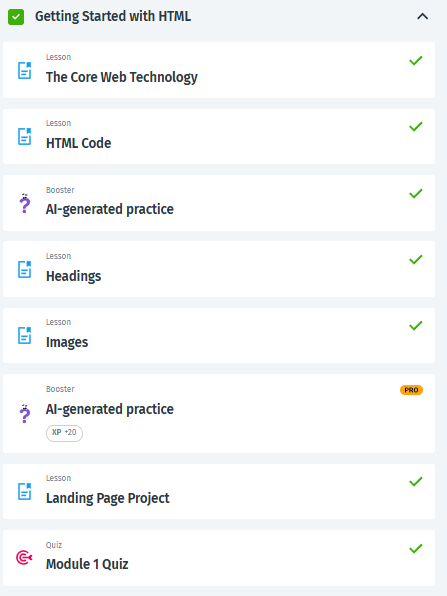 Getting Started with HTML
Lesson
The Core Web Technology
Lesson
HTML Code
Booster
AI-generated practice
Lesson
Headings
Lesson
Images
Booster
PRO
AI-generated practice
XP +20
Lesson
Landing Page Project
Quiz
Module 1 Quiz